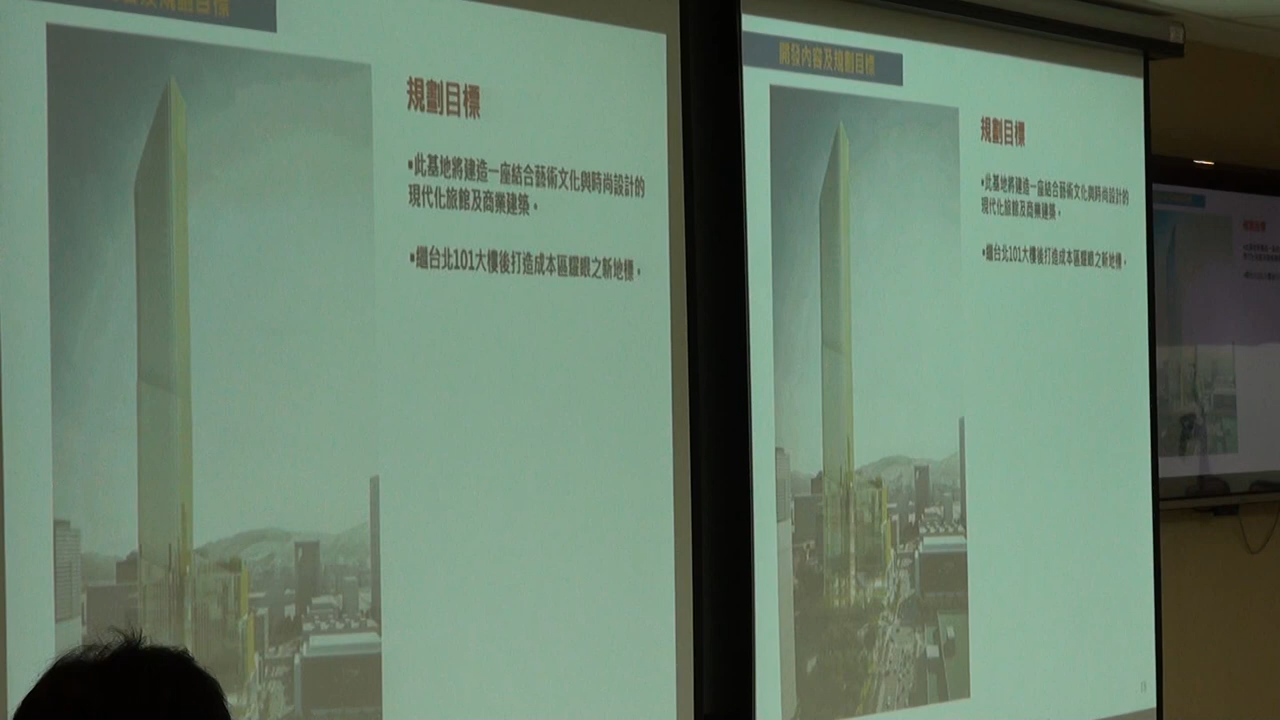 規劃目標
▪此基地將建造一座結合藝術文化與時尚設計的
現代化旅館及商業建築。
▪繼台北101大樓後打造成本區耀眼之新地標。
開發內容及規劃目標
規劃目標
▪此基地將建造一座結合藝術文化與時尚設計的
現代化旅館及商業建築。
▪繼台北101大樓後打造成本區耀眼之新地標。